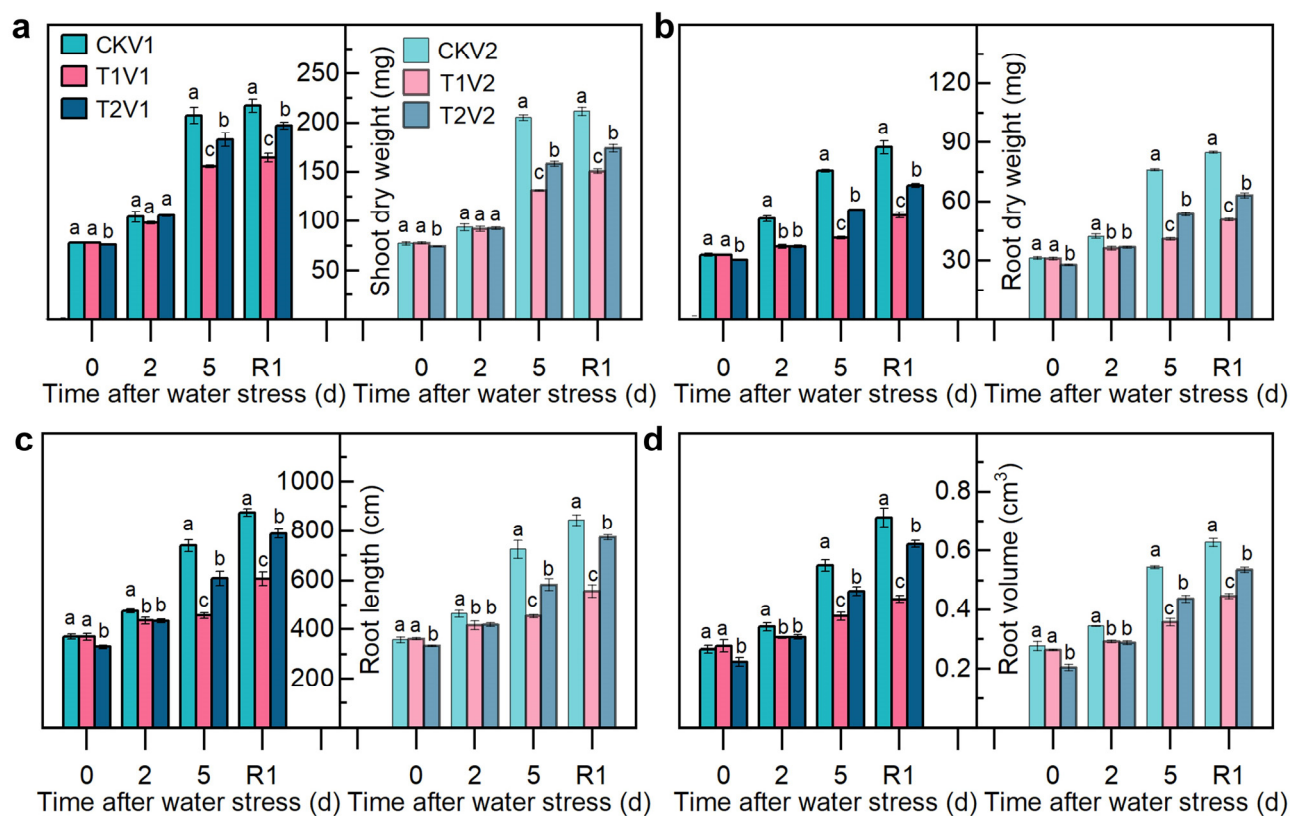 a
CKV1
T1V1
T2V1
250
200
150
100
50
Shoot dry weight (mg)
CKV2
T1V2
T2V2
a a b
a a a
a c b
a c b
a a b
a a a
a c b
a c b
0 2 5 R1
0 2 5 R1
Time after water stress (d)
Time after water stress (d)
b
120
90
60
30
Root dry weight (mg)
a a b
a b b
a c b
a c b
a a b
a b b
a c b
a c b
0 2 5 R1
0 2 5 R1
Time after water stress (d)
Time after water stress (d)
c
1000
800
600
400
200
Root length (cm)
a a b
a b b
a c b
a c b
a a b
a b b
a c b
a c b
0 2 5 R1
0 2 5 R1
Time after water stress (d)
Time after water stress (d)
d
0.8
0.6
0.4
0.2
Root volume (cm³)
a a b
a b b
a c b
a c b
a a b
a b b
a c b
a c b
0 2 5 R1
0 2 5 R1
Time after water stress (d)
Time after water stress (d)